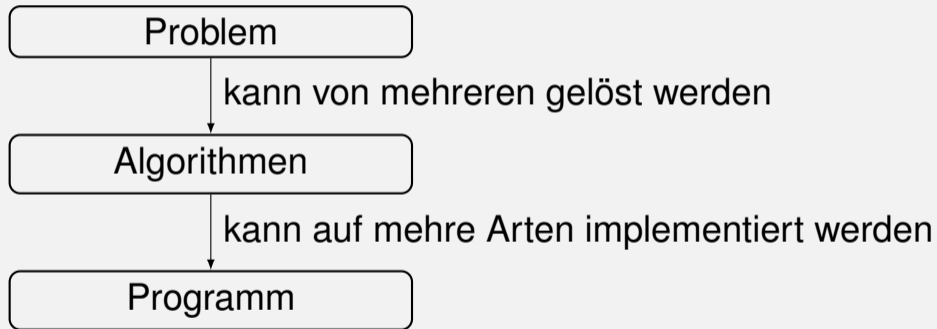 Problem
kann von mehreren gelöst werden
Algorithmen
kann auf mehre Arten implementiert werden
Programm